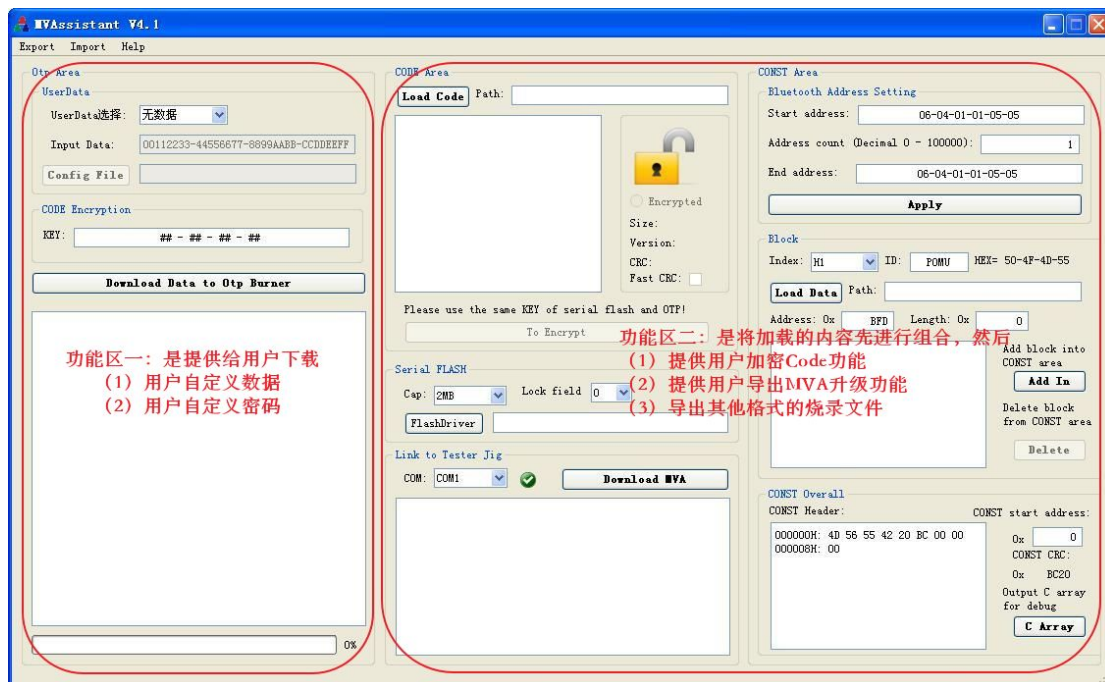 MVAssistant V4.1
Export Import Help
Otp Area
UserData
UserData选择: 无数据
Input Data: 00112233-44556677-8899AABB-CCDDEEFF
Config File
CODE Encryption
KEY: ## - ## - ## - ##
Download Data to Otp Burner
功能区一：是提供给用户下载
（1）用户自定义数据
（2）用户自定义密码
0%
CODE Area
Load Code Path:
Encrypted
Size:
Version:
CRC:
Fast CRC:
Please use the same KEY of serial flash and OTP!
To Encrypt
功能区二：是将加载的内容先进行组合，然后
（1）提供用户加密Code功能
（2）提供用户导出MVA升级功能
（3）导出其他格式的烧录文件
Serial FLASH
Cap: 2MB Lock field 0
FlashDriver
Link to Tester Jig
COM: COM1 Download MVA
CONST Area
Bluetooth Address Setting
Start address: 06-04-01-01-05-05
Address count (Decimal 0 - 100000): 1
End address: 06-04-01-01-05-05
Apply
Block
Index: H1 ID: POMU HEX= 50-4F-4D-55
Load Data Path:
Address: 0x BFD Length: 0x 0
Add block into
CONST area
Add In
Delete block
from CONST area
Delete
CONST Overall
CONST Header: CONST start address:
000000H: 4D 56 55 42 20 BC 00 00
000008H: 00
0x 0
CONST CRC:
0x BC20
Output C array
for debug
C Array